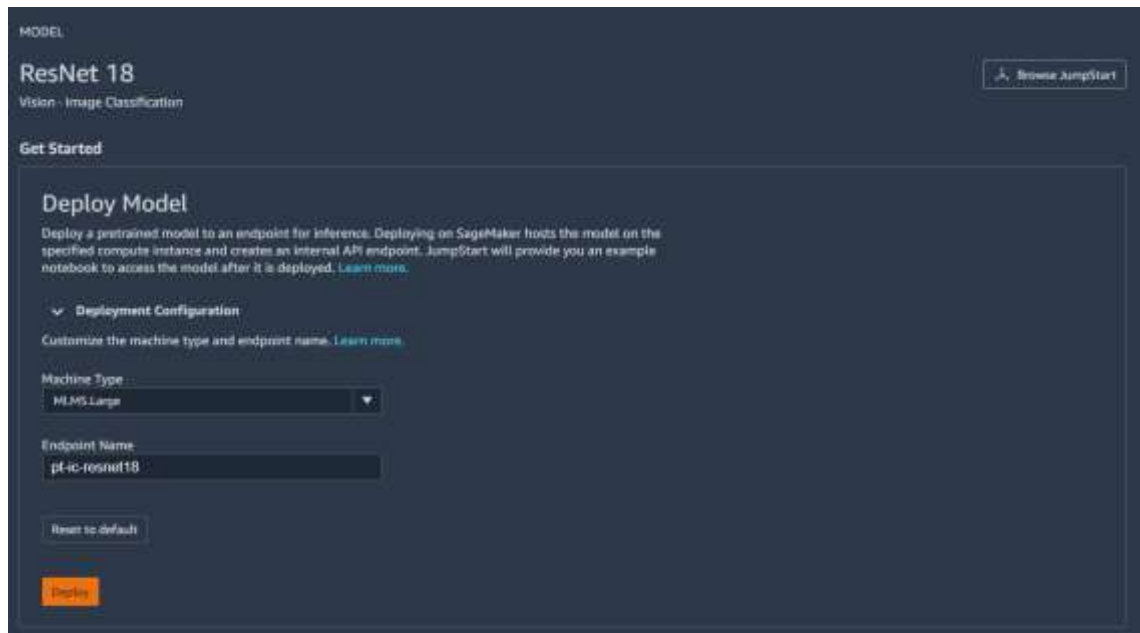 MODEL
ResNet 18
Browse JumpStart
Vision · Image Classification
Get Started
Deploy Model
Deploy a pretrained model to an endpoint for inference. Deploying on SageMaker hosts the model on the
specified compute instance and creates an internal API endpoint. JumpStart will provide you an example
notebook to access the model after it is deployed. Learn more.
Deployment Configuration
Customize the machine type and endpoint name. Learn more.
Machine Type
Ml.M5.Large
Endpoint Name
pt-ic-resnet18
Reset to default
Deploy